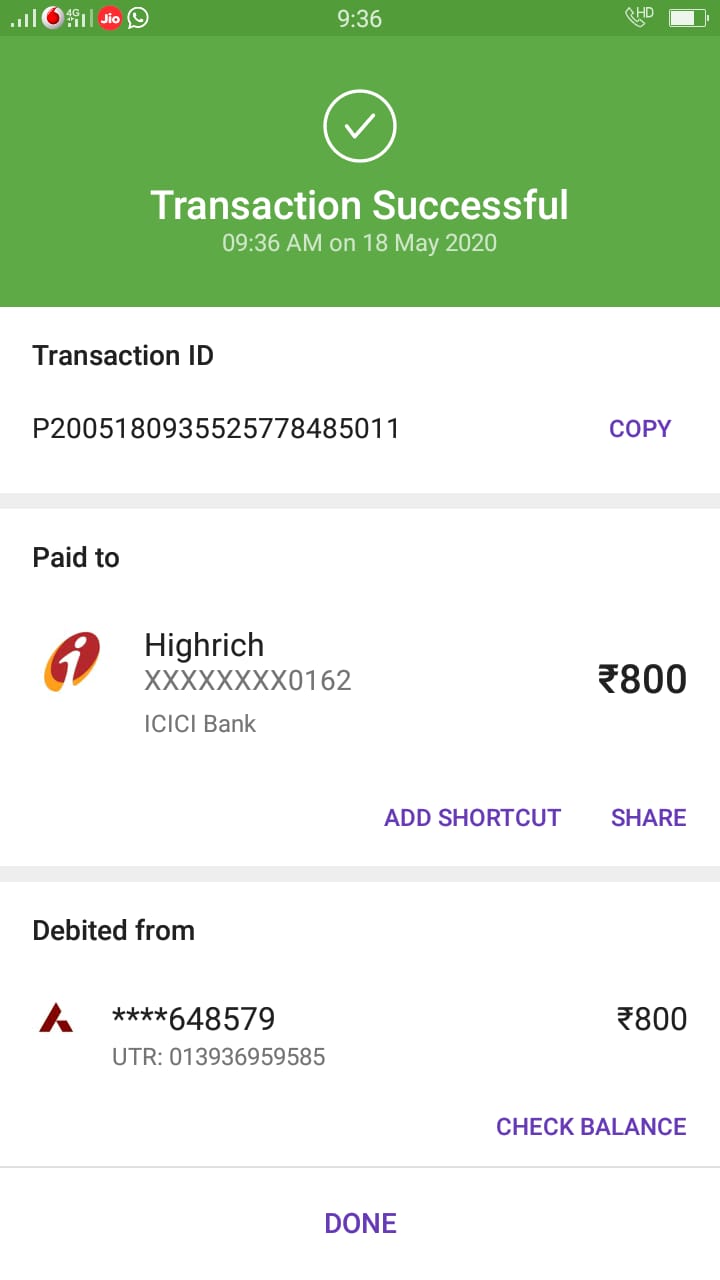 4G Jio 9:36 HD
Transaction Successful
09:36 AM on 18 May 2020
Transaction ID
P2005180935525778485011 COPY
Paid to
Highrich
XXXXXXXX0162 ₹800
ICICI Bank
ADD SHORTCUT SHARE
Debited from
****648579 ₹800
UTR: 013936959585
CHECK BALANCE
DONE